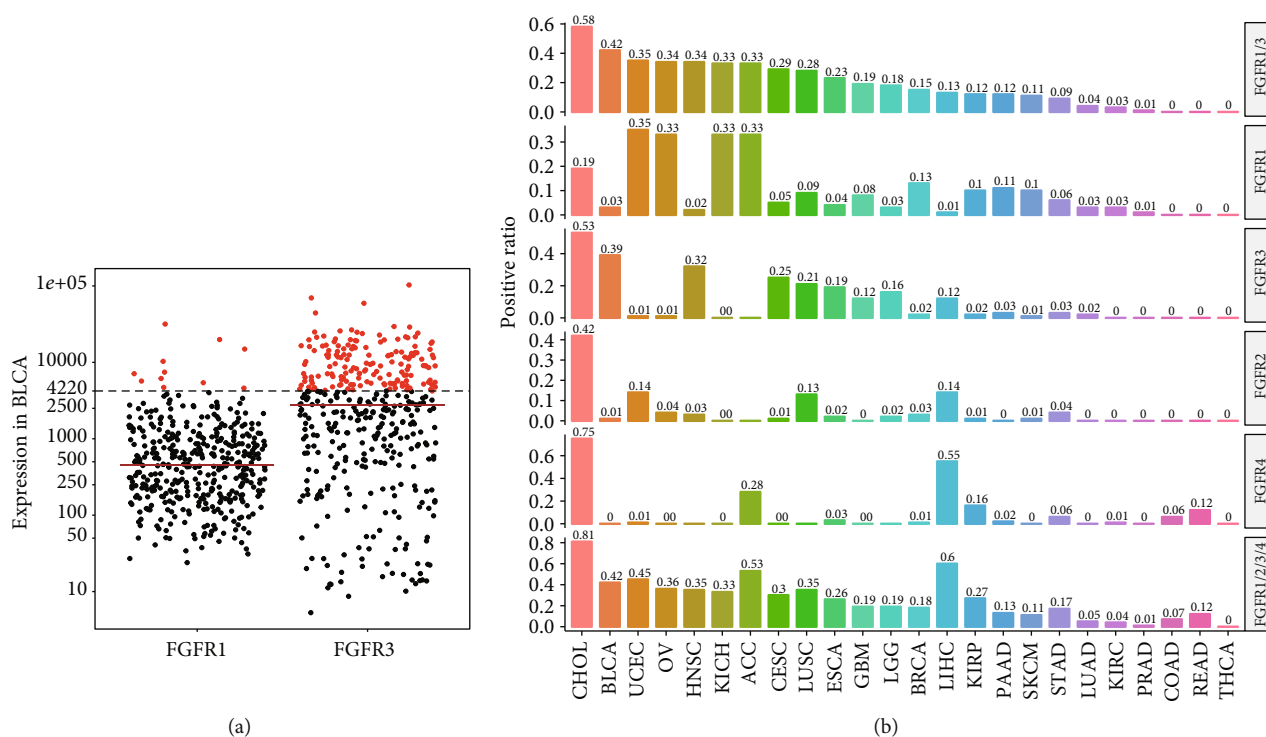 Expression in BLCA
1e+05
10000
4220
2500
1000
500
250
100
50
10
FGFR1 FGFR3
(a)
Positive ratio
0.6
0.4
0.2
0.0
0.58 0.42 0.35 0.34 0.34 0.33 0.33 0.29 0.28 0.23 0.19 0.18 0.15 0.13 0.12 0.12 0.11 0.09 0.04 0.03 0.01 0 0 0
FGFR1/3
0.3
0.2
0.1
0.0
0.19 0.03 0.35 0.33 0.02 0.33 0.33 0.05 0.09 0.04 0.08 0.03 0.13 0.01 0.1 0.11 0.1 0.06 0.03 0.03 0.01 0 0 0
FGFR1
0.4
0.2
0.0
0.53 0.39 0.01 0.01 0.32 00 0.25 0.21 0.19 0.12 0.16 0.02 0.12 0.02 0.03 0.01 0.03 0.02 0 0 0 0 0
FGFR3
0.4
0.3
0.2
0.1
0.0
0.42 0.01 0.14 0.04 0.03 00 0.01 0.13 0.02 0 0.02 0.03 0.14 0.01 0 0.01 0.04 0 0 0 0 0 0
FGFR2
0.6
0.4
0.2
0.0
0.75 0 0.01 00 0 0.28 00 0.03 00 0.01 0.55 0.16 0.02 0 0.06 0 0.01 0 0.06 0.12 0
FGFR4
0.8
0.6
0.4
0.2
0.0
0.81 0.42 0.45 0.36 0.35 0.33 0.53 0.3 0.35 0.26 0.19 0.19 0.18 0.6 0.27 0.13 0.11 0.17 0.05 0.04 0.01 0.07 0.12 0
FGFR1/2/3/4
CHOL BLCA UCEC OV HNSC KICH ACC CESC LUSC ESCA GBM LGG BRCA LIHC KIRP PAAD SKCM STAD LUAD KIRC PRAD COAD READ THCA
(b)